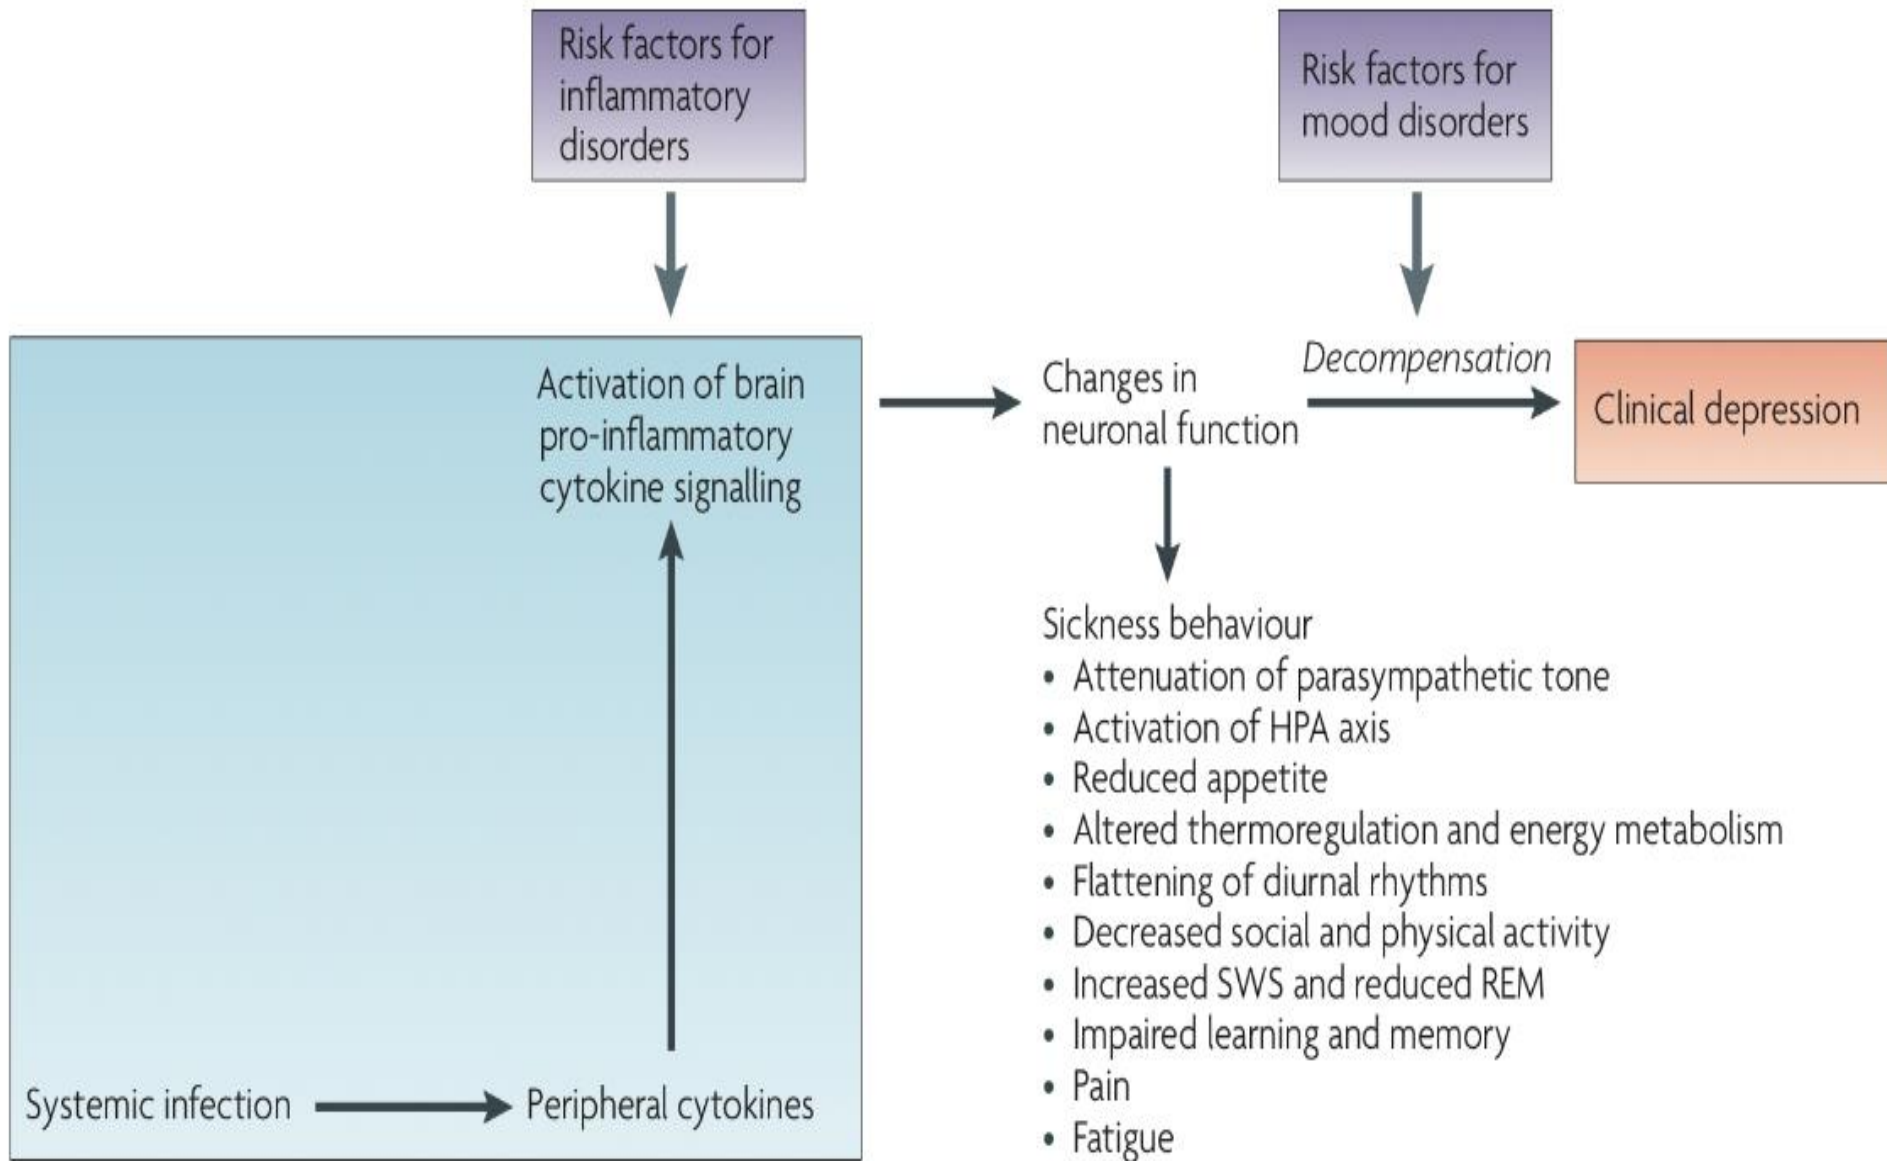 Risk factors for
inflammatory
disorders
Risk factors for
mood disorders
Activation of brain
pro-inflammatory
cytokine signalling
Changes in
neuronal function
Decompensation
Clinical depression
Sickness behaviour
• Attenuation of parasympathetic tone
• Activation of HPA axis
• Reduced appetite
• Altered thermoregulation and energy metabolism
• Flattening of diurnal rhythms
• Decreased social and physical activity
• Increased SWS and reduced REM
• Impaired learning and memory
• Pain
• Fatigue
Systemic infection
Peripheral cytokines